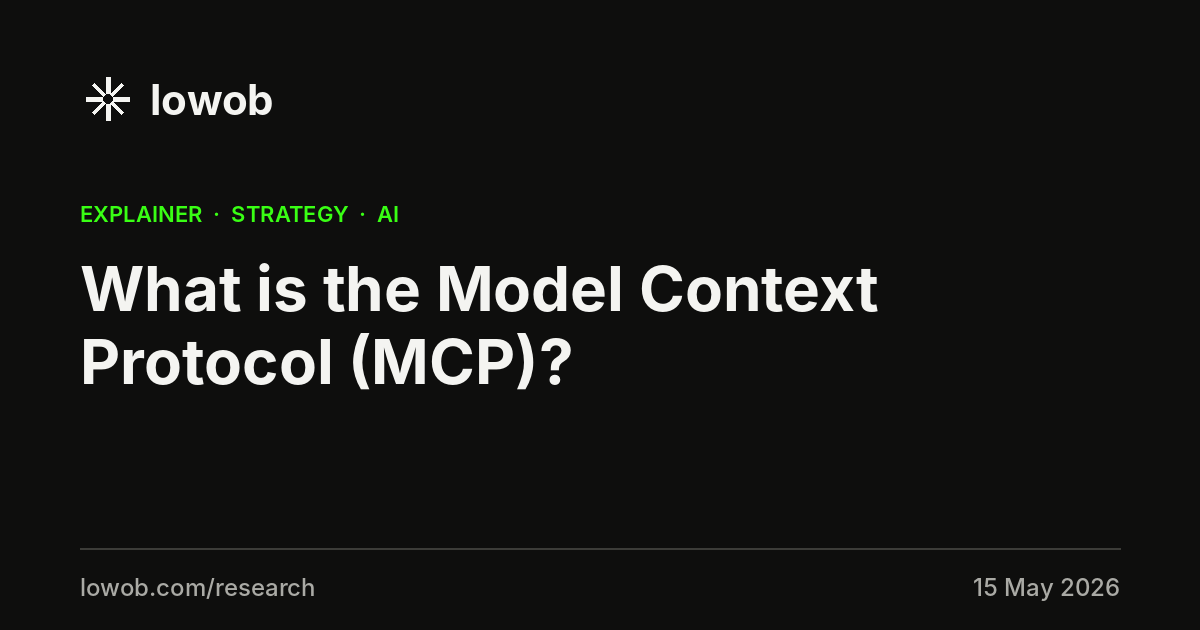 lowob
EXPLAINER · STRATEGY · AI
What is the Model Context
Protocol (MCP)?
lowob.com/research
15 May 2026